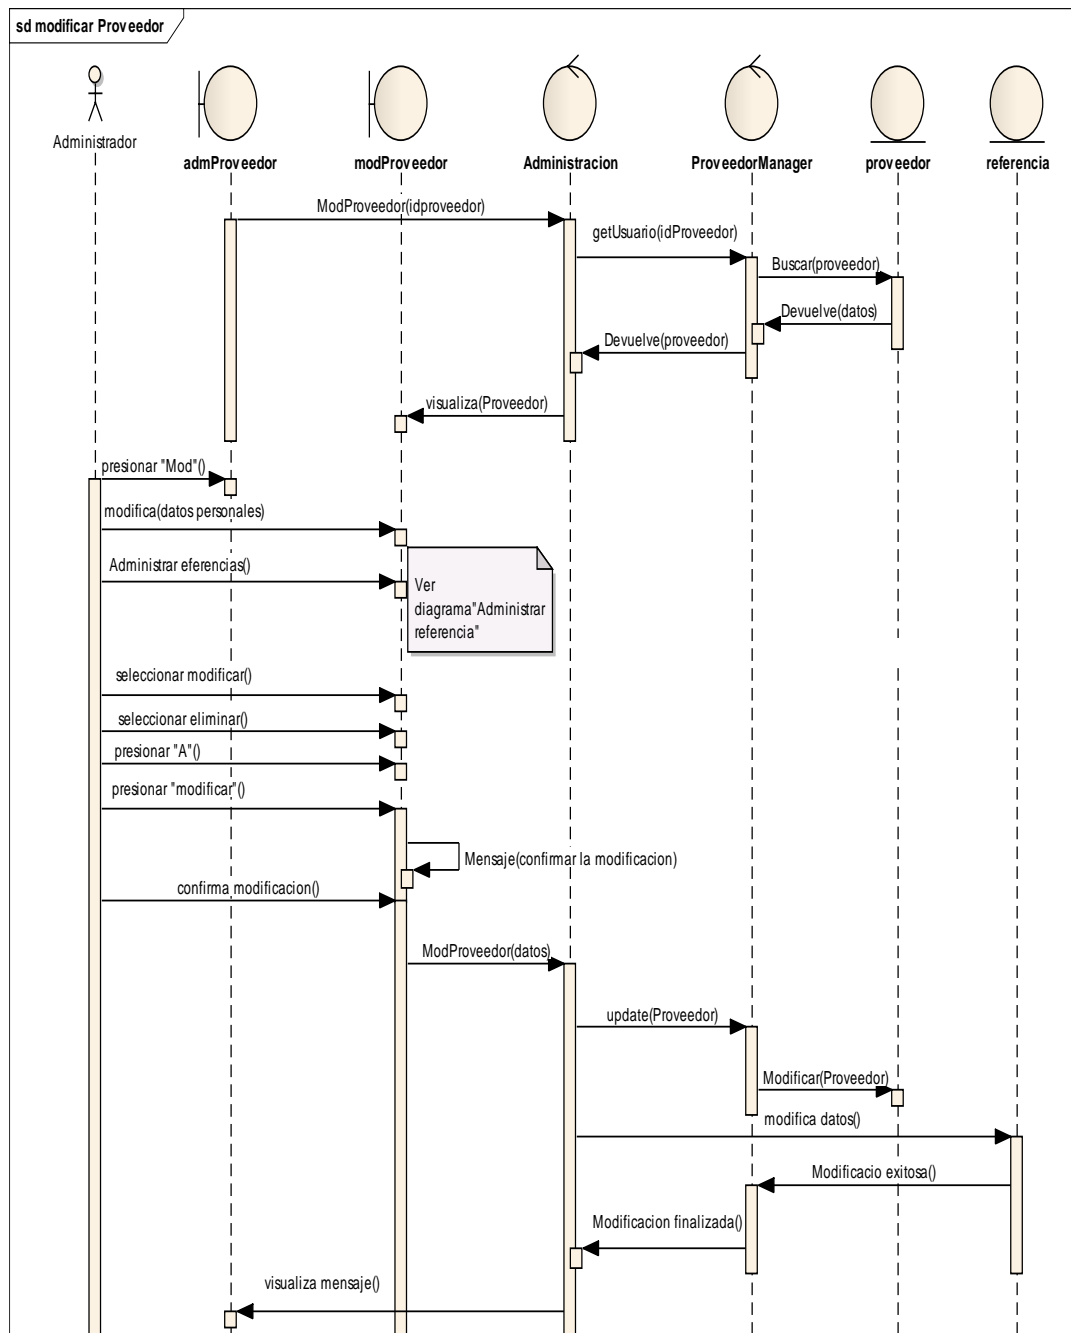 sd modificar Proveedor
Administrador
admProveedor
modProveedor
Administracion
ProveedorManager
proveedor
referencia
ModProveedor(idproveedor)
getUsuario(idProveedor)
Buscar(proveedor)
Devuelve(datos)
Devuelve(proveedor)
visualiza(Proveedor)
presionar "Mod"()
modifica(datos personales)
Administrar eferencias()
Ver
diagrama"Administrar
referencia"
seleccionar modificar()
seleccionar eliminar()
presionar "A"()
presionar "modificar"()
Mensaje(confirmar la modificacion)
confirma modificacion()
ModProveedor(datos)
update(Proveedor)
Modificar(Proveedor)
modifica datos()
Modificacio exitosa()
Modificacion finalizada()
visualiza mensaje()